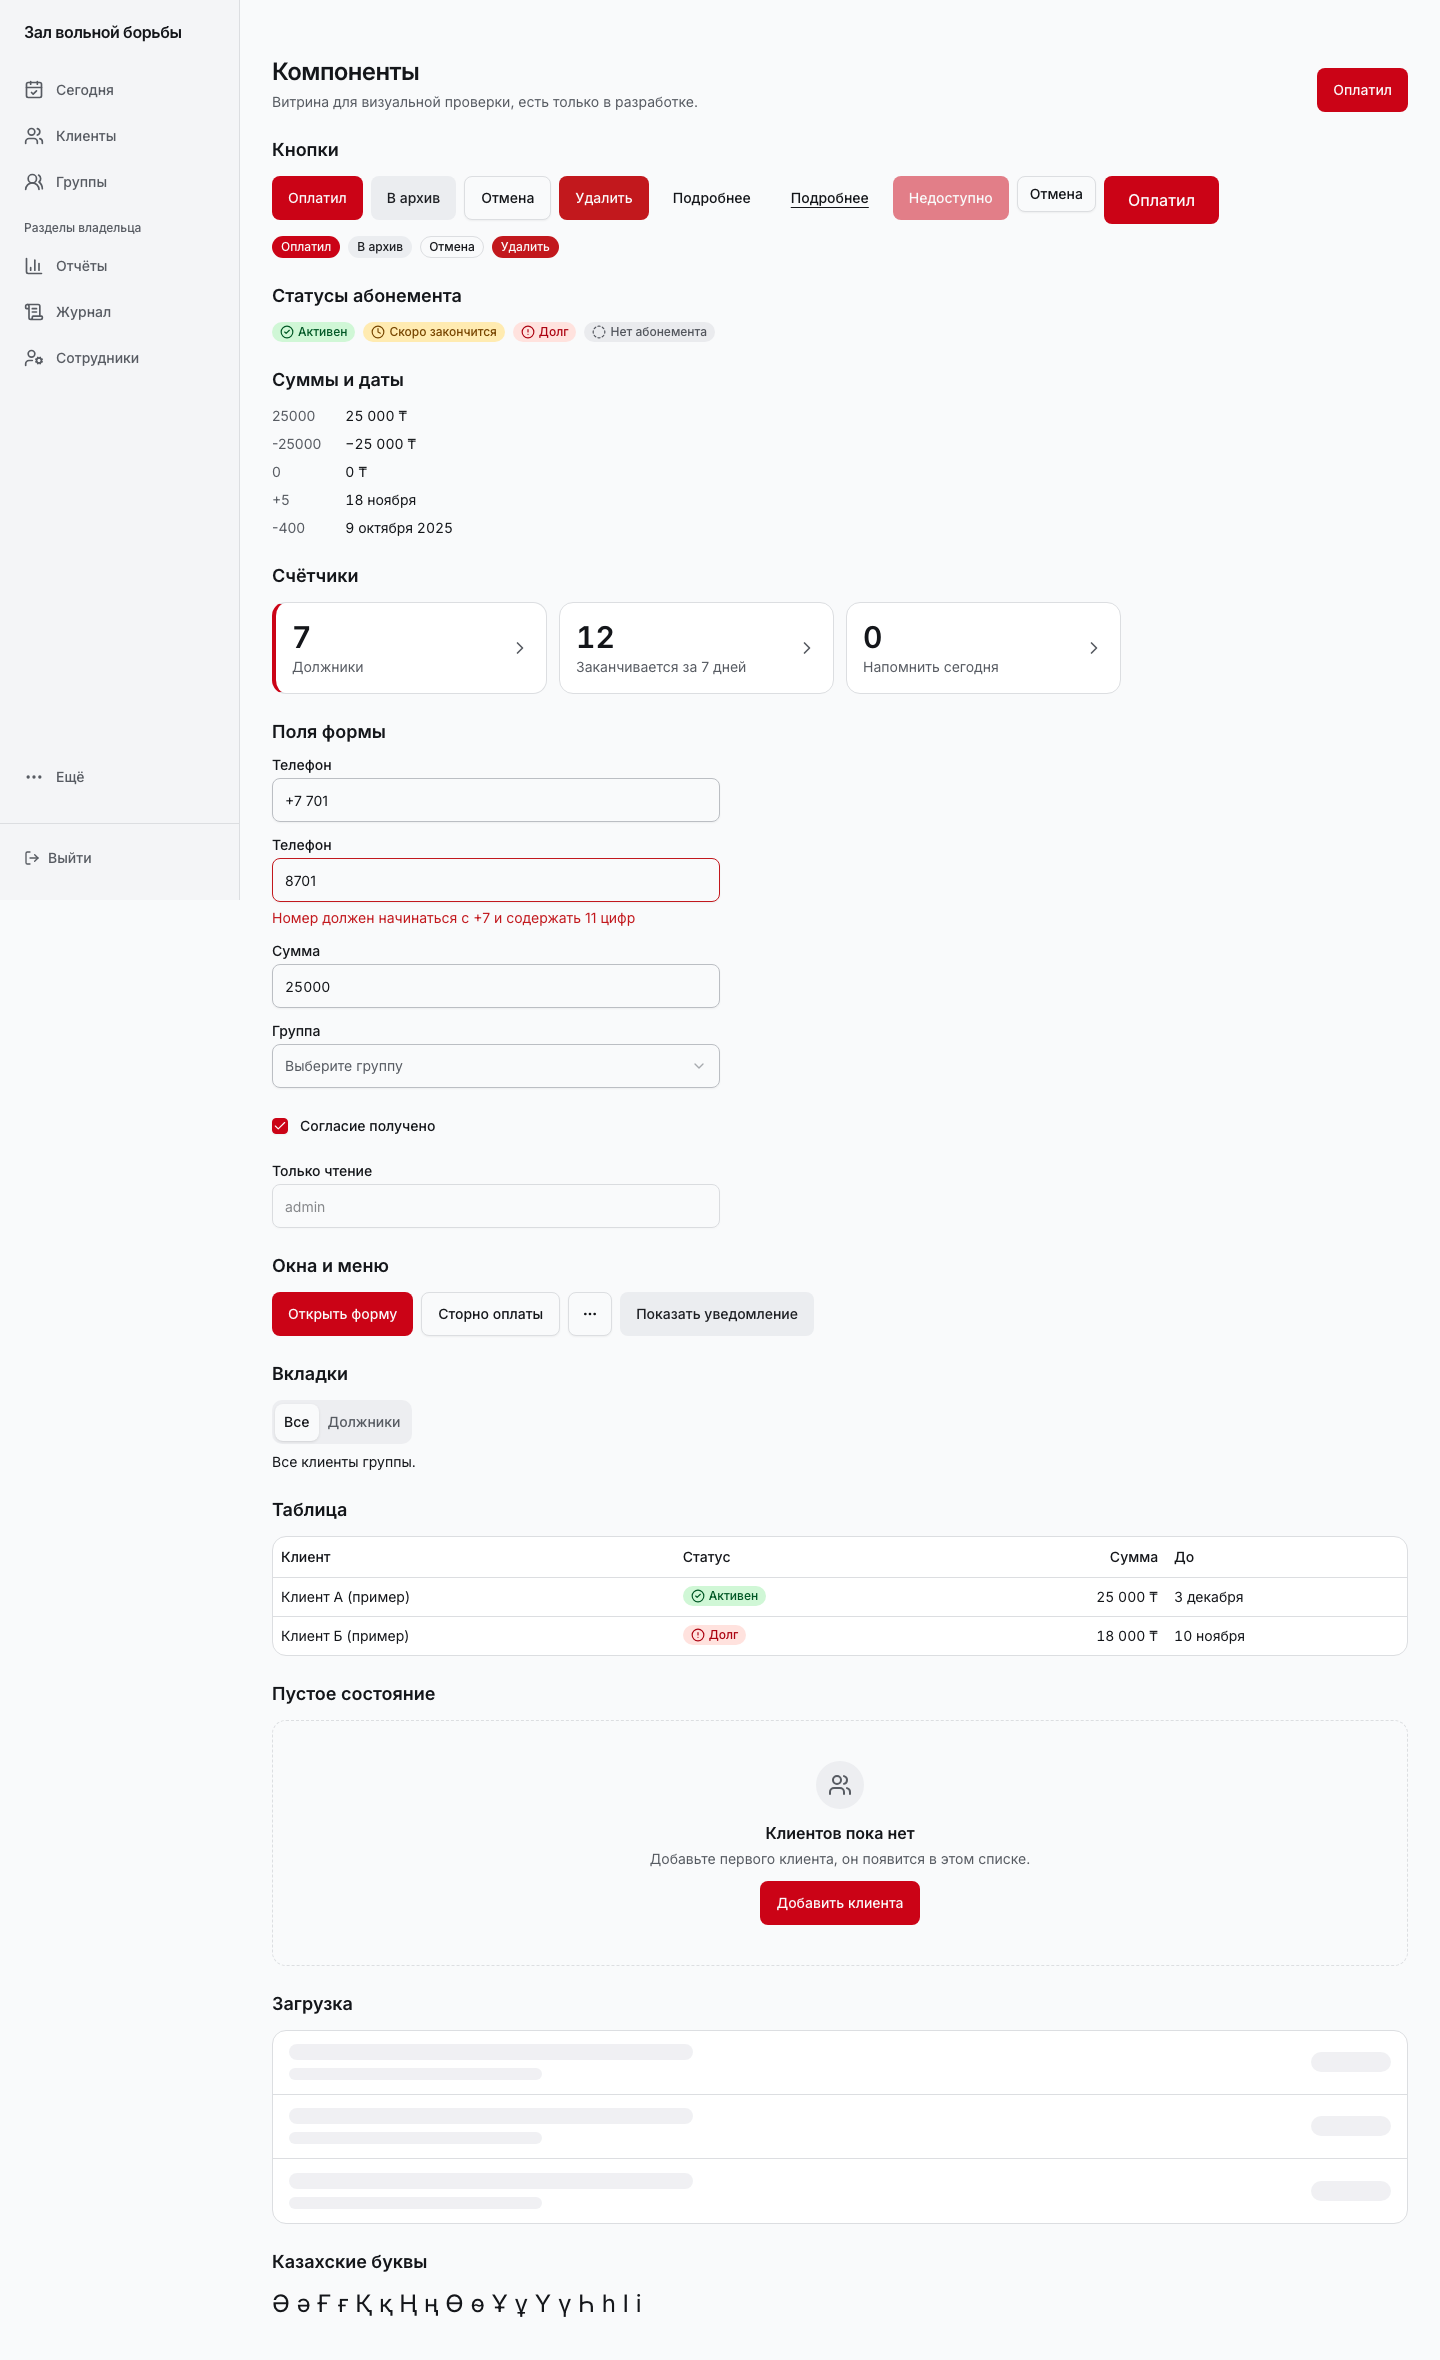 Зал вольной борьбы
Сегодня
Клиенты
Группы
Разделы владельца
Отчёты
Журнал
Сотрудники
Ещё
Выйти
Компоненты
Витрина для визуальной проверки, есть только в разработке.
Оплатил
Кнопки
Оплатил В архив Отмена Удалить Подробнее Подробнее Недоступно Отмена Оплатил
Оплатил В архив Отмена Удалить
Статусы абонемента
Активен Скоро закончится Долг Нет абонемента
Суммы и даты
25000 25 000 ₸
-25000 −25 000 ₸
0 0 ₸
+5 18 ноября
-400 9 октября 2025
Счётчики
7 12 0
Должники Заканчивается за 7 дней Напомнить сегодня
Поля формы
Телефон
+7 701
Телефон
8701
Номер должен начинаться с +7 и содержать 11 цифр
Сумма
25000
Группа
Выберите группу
Согласие получено
Только чтение
admin
Окна и меню
Открыть форму Сторно оплаты Показать уведомление
Вкладки
Все Должники
Все клиенты группы.
Таблица
Клиент Статус Сумма До
Клиент А (пример) Активен 25 000 ₸ 3 декабря
Клиент Б (пример) Долг 18 000 ₸ 10 ноября
Пустое состояние
Клиентов пока нет
Добавьте первого клиента, он появится в этом списке.
Добавить клиента
Загрузка
Казахские буквы
Ә ә Ғ ғ Қ қ Ң ң Ө ө Ұ ұ Ү ү Һ һ І і